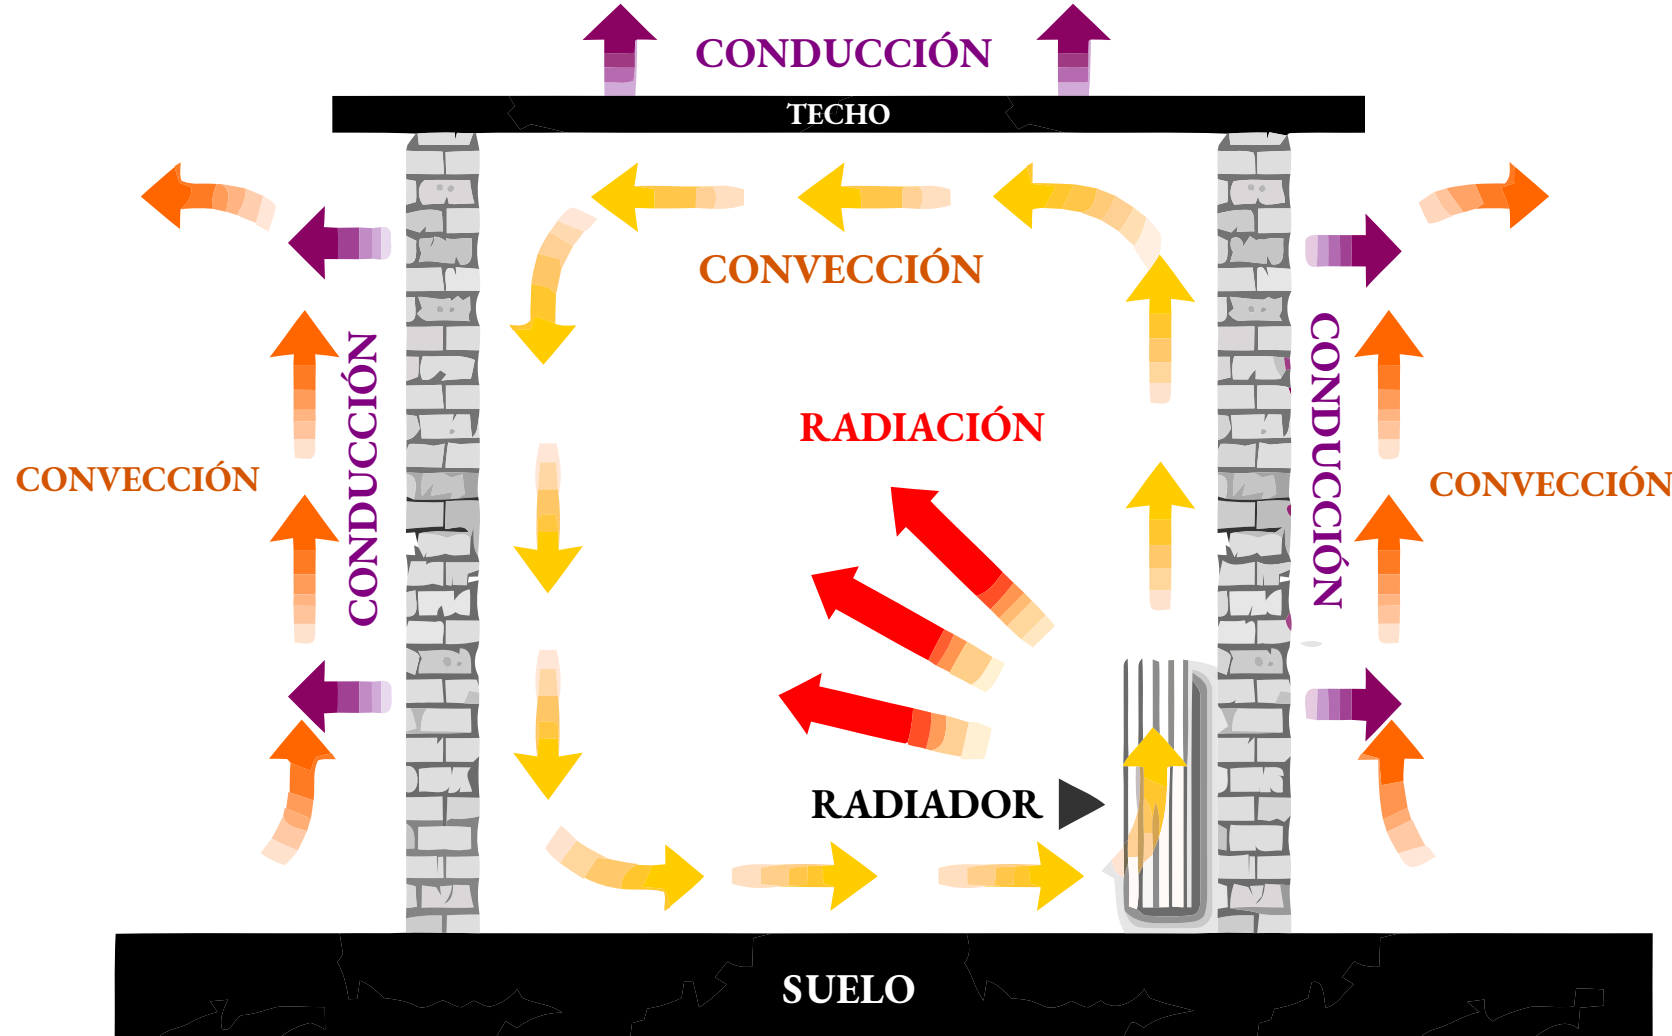 CONDUCCIÓN
TECHO
CONVECCIÓN
RADIACIÓN
CONVECCIÓN
CONDUCCIÓN
CONDUCCIÓN
CONVECCIÓN
RADIADOR
SUELO